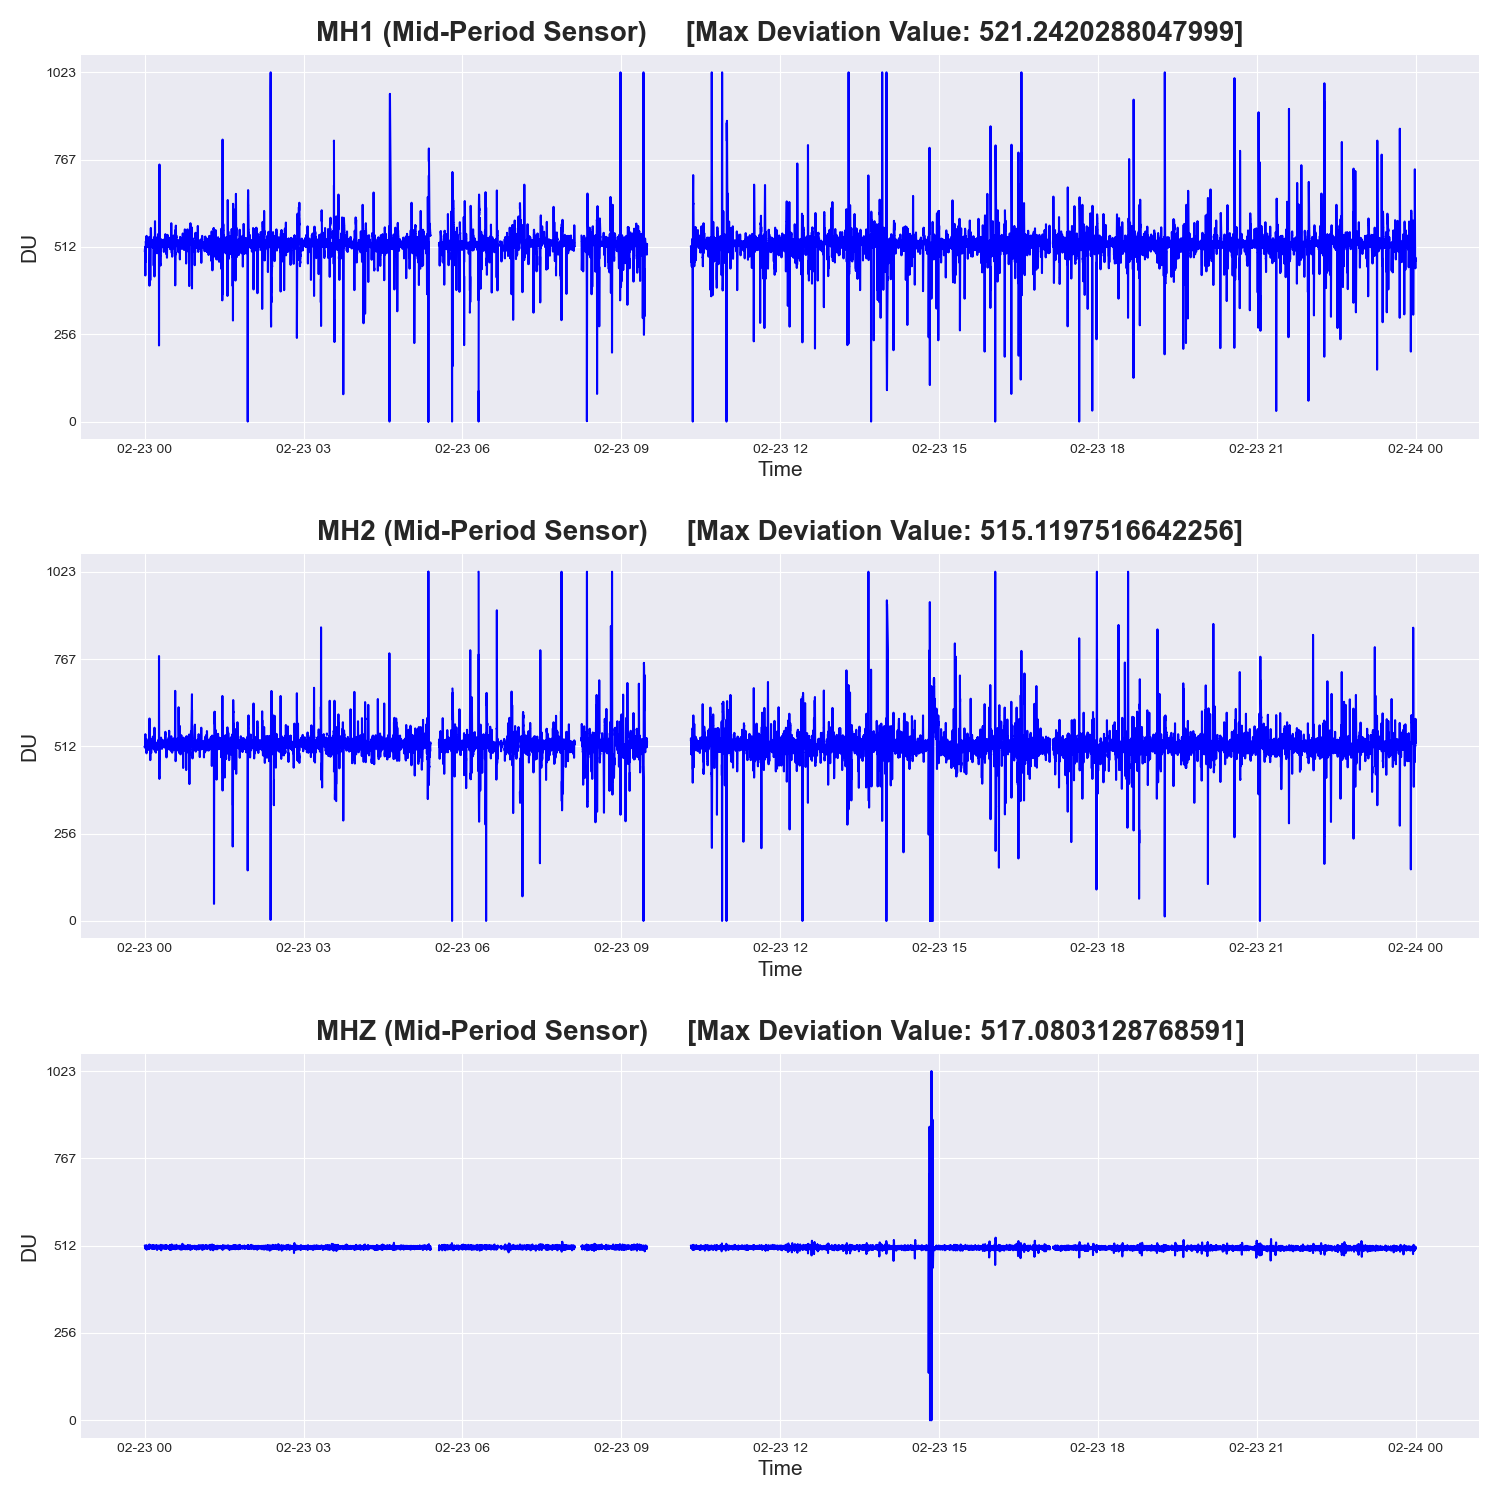 MH1 (Mid-Period Sensor) [Max Deviation Value: 521.2420288047999]
1023
767
512
256
0
DU
02-23 00 02-23 03 02-23 06 02-23 09 02-23 12 02-23 15 02-23 18 02-23 21 02-24 00
Time
MH2 (Mid-Period Sensor) [Max Deviation Value: 515.1197516642256]
1023
767
512
256
0
DU
02-23 00 02-23 03 02-23 06 02-23 09 02-23 12 02-23 15 02-23 18 02-23 21 02-24 00
Time
MHZ (Mid-Period Sensor) [Max Deviation Value: 517.0803128768591]
1023
767
512
256
0
DU
02-23 00 02-23 03 02-23 06 02-23 09 02-23 12 02-23 15 02-23 18 02-23 21 02-24 00
Time